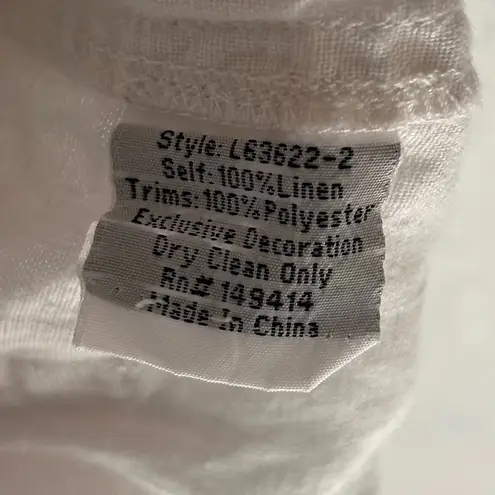 Style: L63622-2
Self: 100%Linen
Trims: 100%Polyester
Exclusive Decoration
Dry Clean Only
Rn# 149414
Made In China